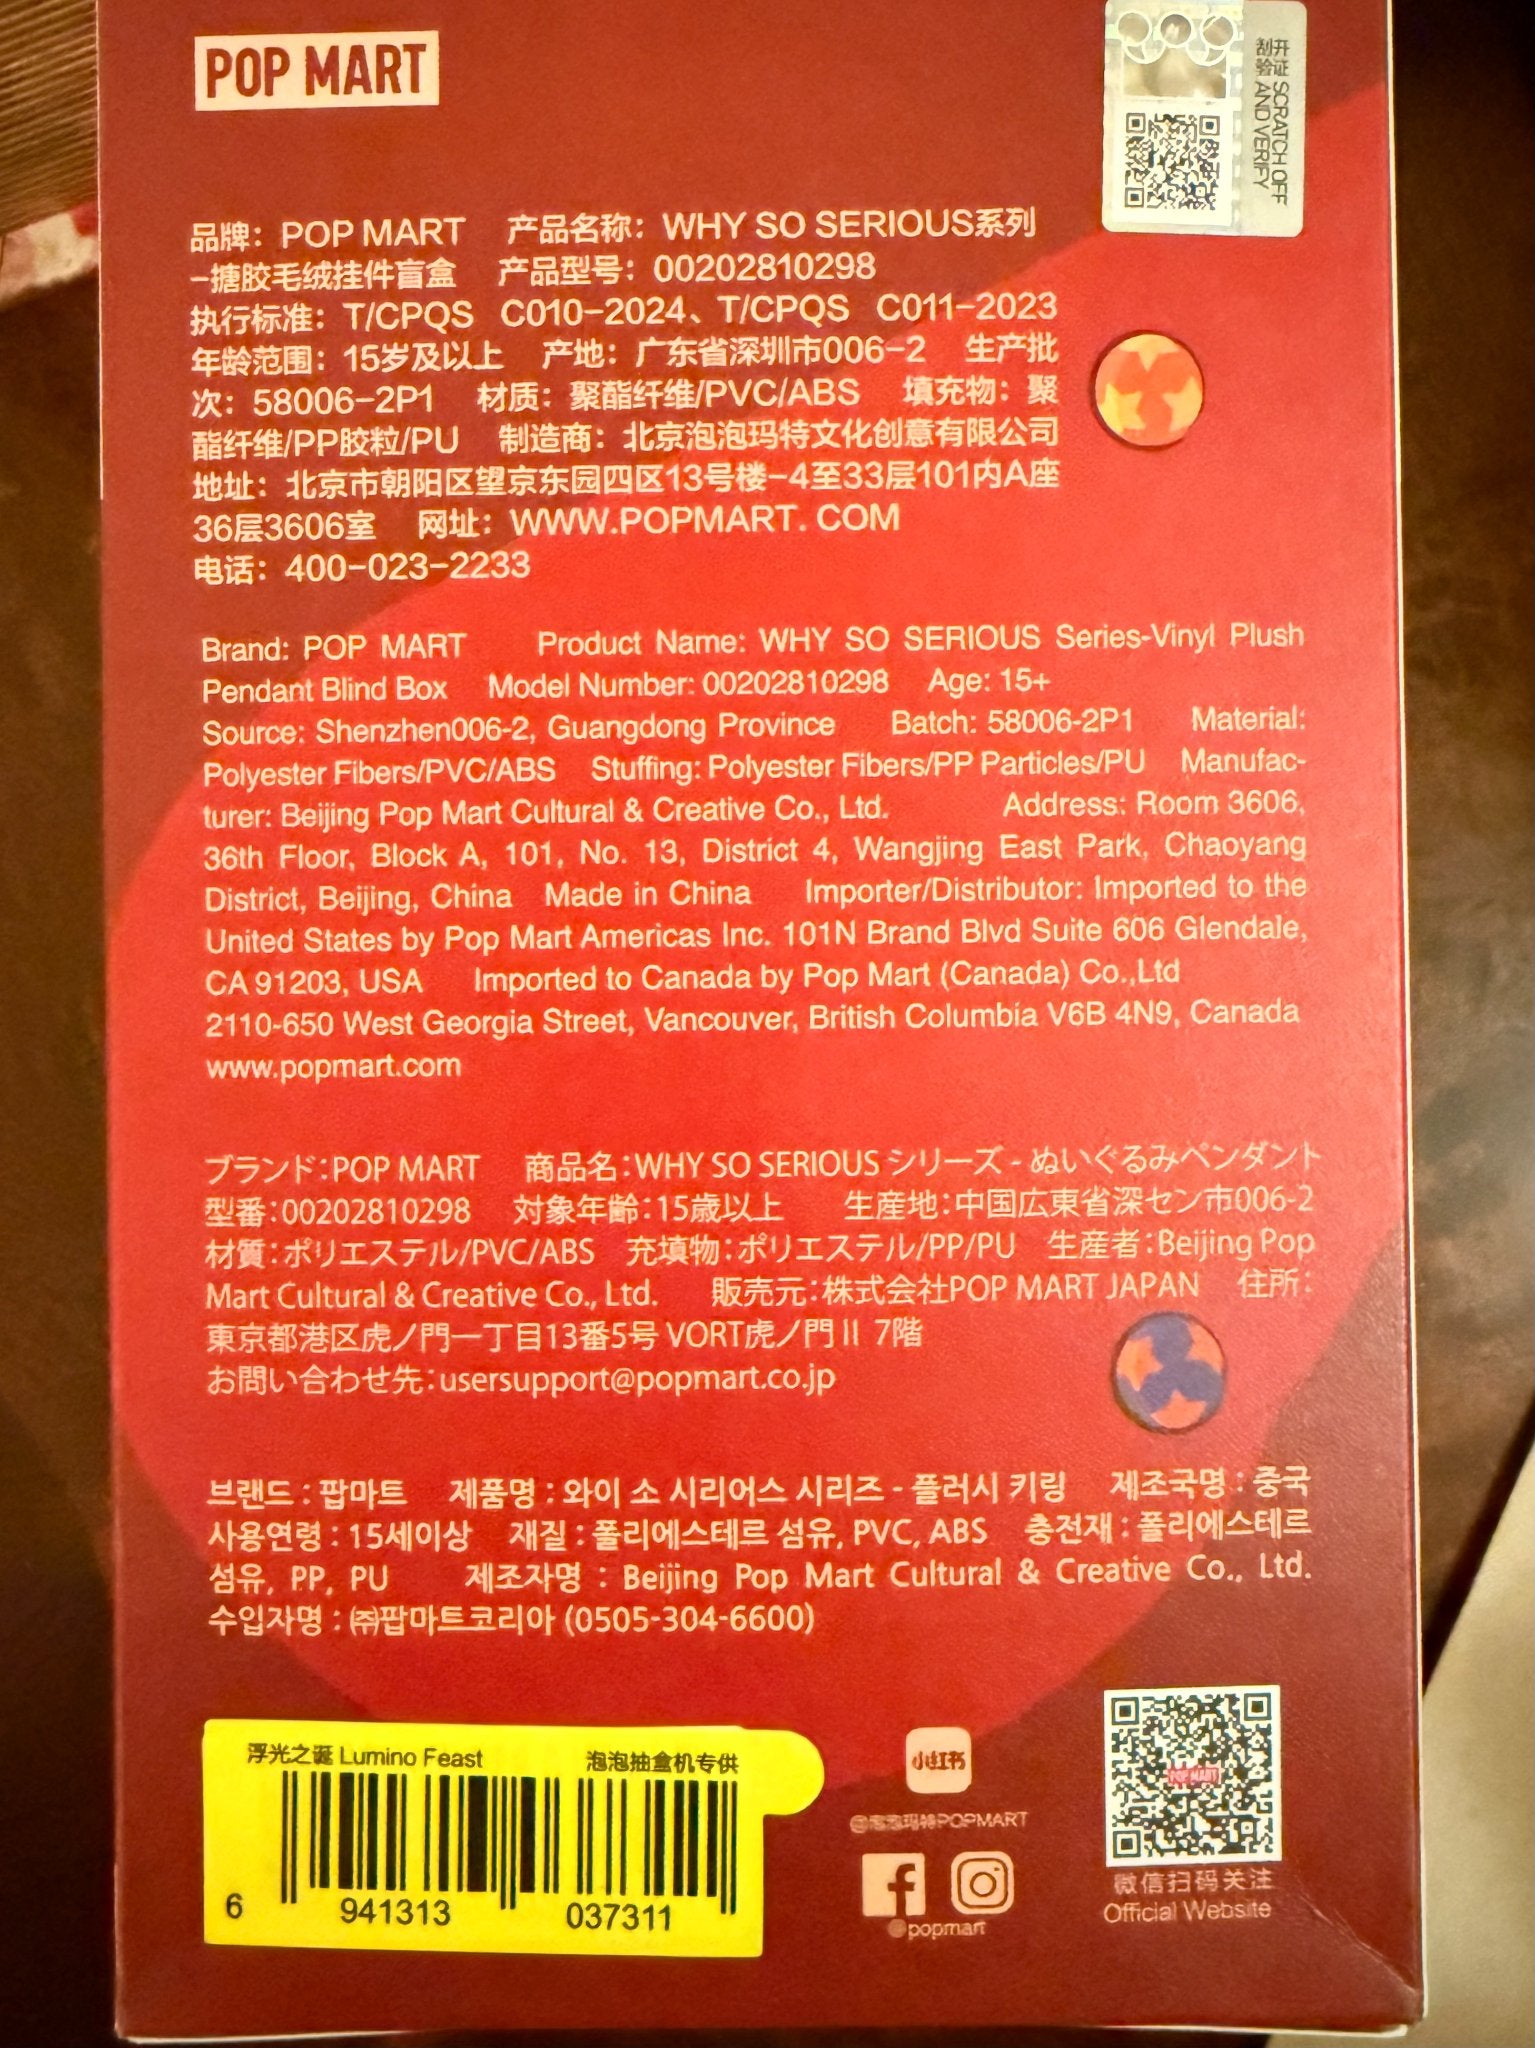 POP MART
刮开
验证 SCRATCH OFF
AND VERIFY
品牌：POP MART 产品名称：WHY SO SERIOUS系列
-搪胶毛绒挂件盲盒 产品型号：00202810298
执行标准：T/CPQS C010-2024、T/CPQS C011-2023
年龄范围：15岁及以上 产地：广东省深圳市006-2 生产批
次：58006-2P1 材质：聚酯纤维/PVC/ABS 填充物：聚
酯纤维/PP胶粒/PU 制造商：北京泡泡玛特文化创意有限公司
地址：北京市朝阳区望京东园四区13号楼-4至33层101内A座
36层3606室 网址：WWW.POPMART. COM
电话：400-023-2233
Brand: POP MART Product Name: WHY SO SERIOUS Series-Vinyl Plush
Pendant Blind Box Model Number: 00202810298 Age: 15+
Source: Shenzhen006-2, Guangdong Province Batch: 58006-2P1 Material:
Polyester Fibers/PVC/ABS Stuffing: Polyester Fibers/PP Particles/PU Manufac-
turer: Beijing Pop Mart Cultural & Creative Co., Ltd. Address: Room 3606,
36th Floor, Block A, 101, No. 13, District 4, Wangjing East Park, Chaoyang
District, Beijing, China Made in China Importer/Distributor: Imported to the
United States by Pop Mart Americas Inc. 101N Brand Blvd Suite 606 Glendale,
CA 91203, USA Imported to Canada by Pop Mart (Canada) Co.,Ltd
2110-650 West Georgia Street, Vancouver, British Columbia V6B 4N9, Canada
www.popmart.com
ブランド：POP MART 商品名：WHY SO SERIOUS シリーズ - ぬいぐるみペンダント
型番：00202810298 対象年齢：15歳以上 生産地：中国広東省深セン市006-2
材質：ポリエステル/PVC/ABS 充填物：ポリエステル/PP/PU 生産者：Beijing Pop
Mart Cultural & Creative Co., Ltd. 販売元：株式会社POP MART JAPAN 住所：
東京都港区虎ノ門一丁目13番5号 VORT虎ノ門Ⅱ 7階
お問い合わせ先：usersupport@popmart.co.jp
브랜드 : 팝마트 제품명 : 와이 소 시리어스 시리즈 - 플러시 키링 제조국명 : 중국
사용연령 : 15세이상 재질 : 폴리에스테르 섬유, PVC, ABS 충전재 : 폴리에스테르
섬유, PP, PU 제조자명 : Beijing Pop Mart Cultural & Creative Co., Ltd.
수입자명 : ㈜팝마트코리아 (0505-304-6600)
浮光之诞 Lumino Feast 泡泡抽盒机专供
6 941313 037311
小红书
@泡泡玛特POPMART
@popmart
POP MART
微信扫码关注
Official Website